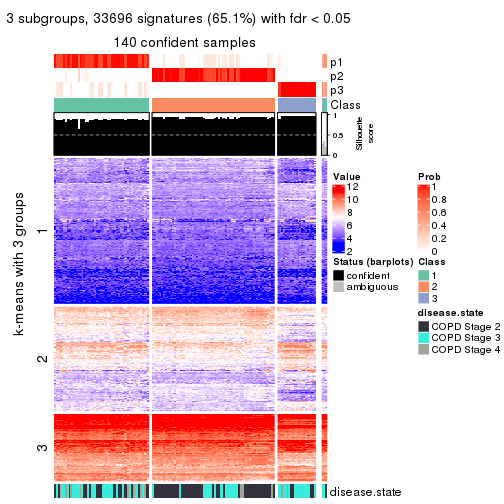 3 subgroups, 33696 signatures (65.1%) with fdr < 0.05
140 confident samples
p1
p2
p3
Class
1
0.5
0
Silhouette
score
k-means with 3 groups
1
2
3
disease.state
Value
12
10
8
6
4
2
Prob
1
0.8
0.6
0.4
0.2
0
Status (barplots)
confident
ambiguous
Class
1
2
3
disease.state
COPD Stage 2
COPD Stage 3
COPD Stage 4